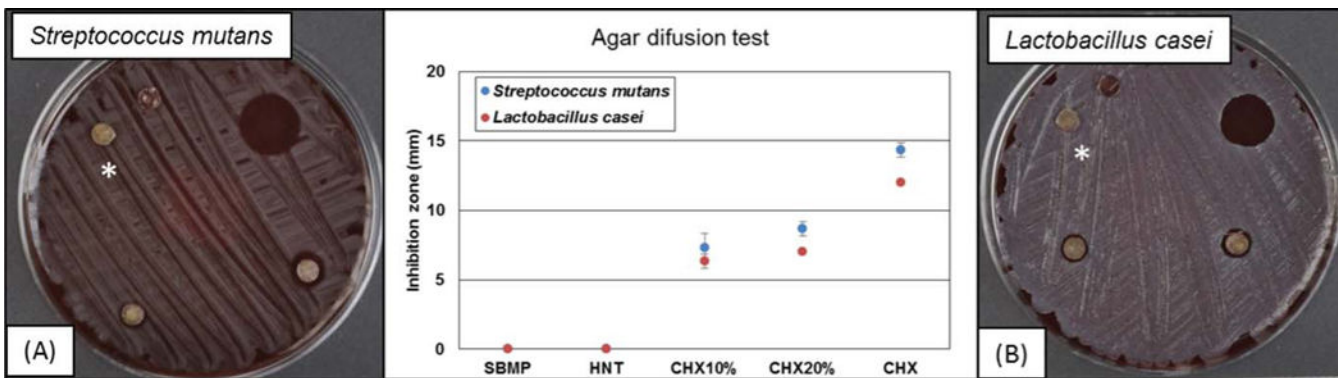 Streptococcus mutans
*
(A)
Agar difusion test
Inhibition zone (mm)
20
15
10
5
0
Streptococcus mutans
Lactobacillus casei
SBMP HNT CHX10% CHX20% CHX
Lactobacillus casei
*
(B)